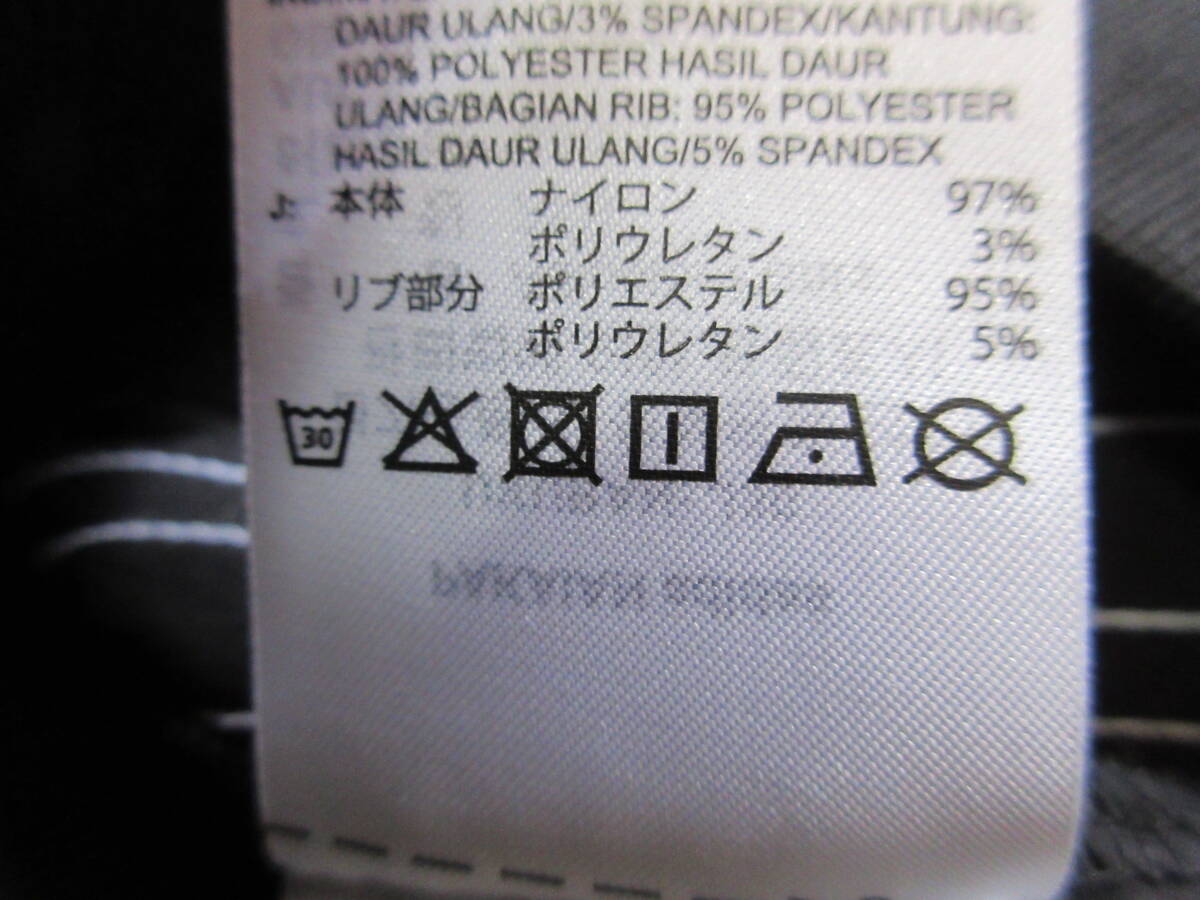 DAUR ULANG/3% SPANDEX/KANTUNG:
100% POLYESTER HASIL DAUR
ULANG/BAGIAN RIB: 95% POLYESTER
HASIL DAUR ULANG/5% SPANDEX
J: 本体 ナイロン 97%
ポリウレタン 3%
リブ部分 ポリエステル 95%
ポリウレタン 5%
30